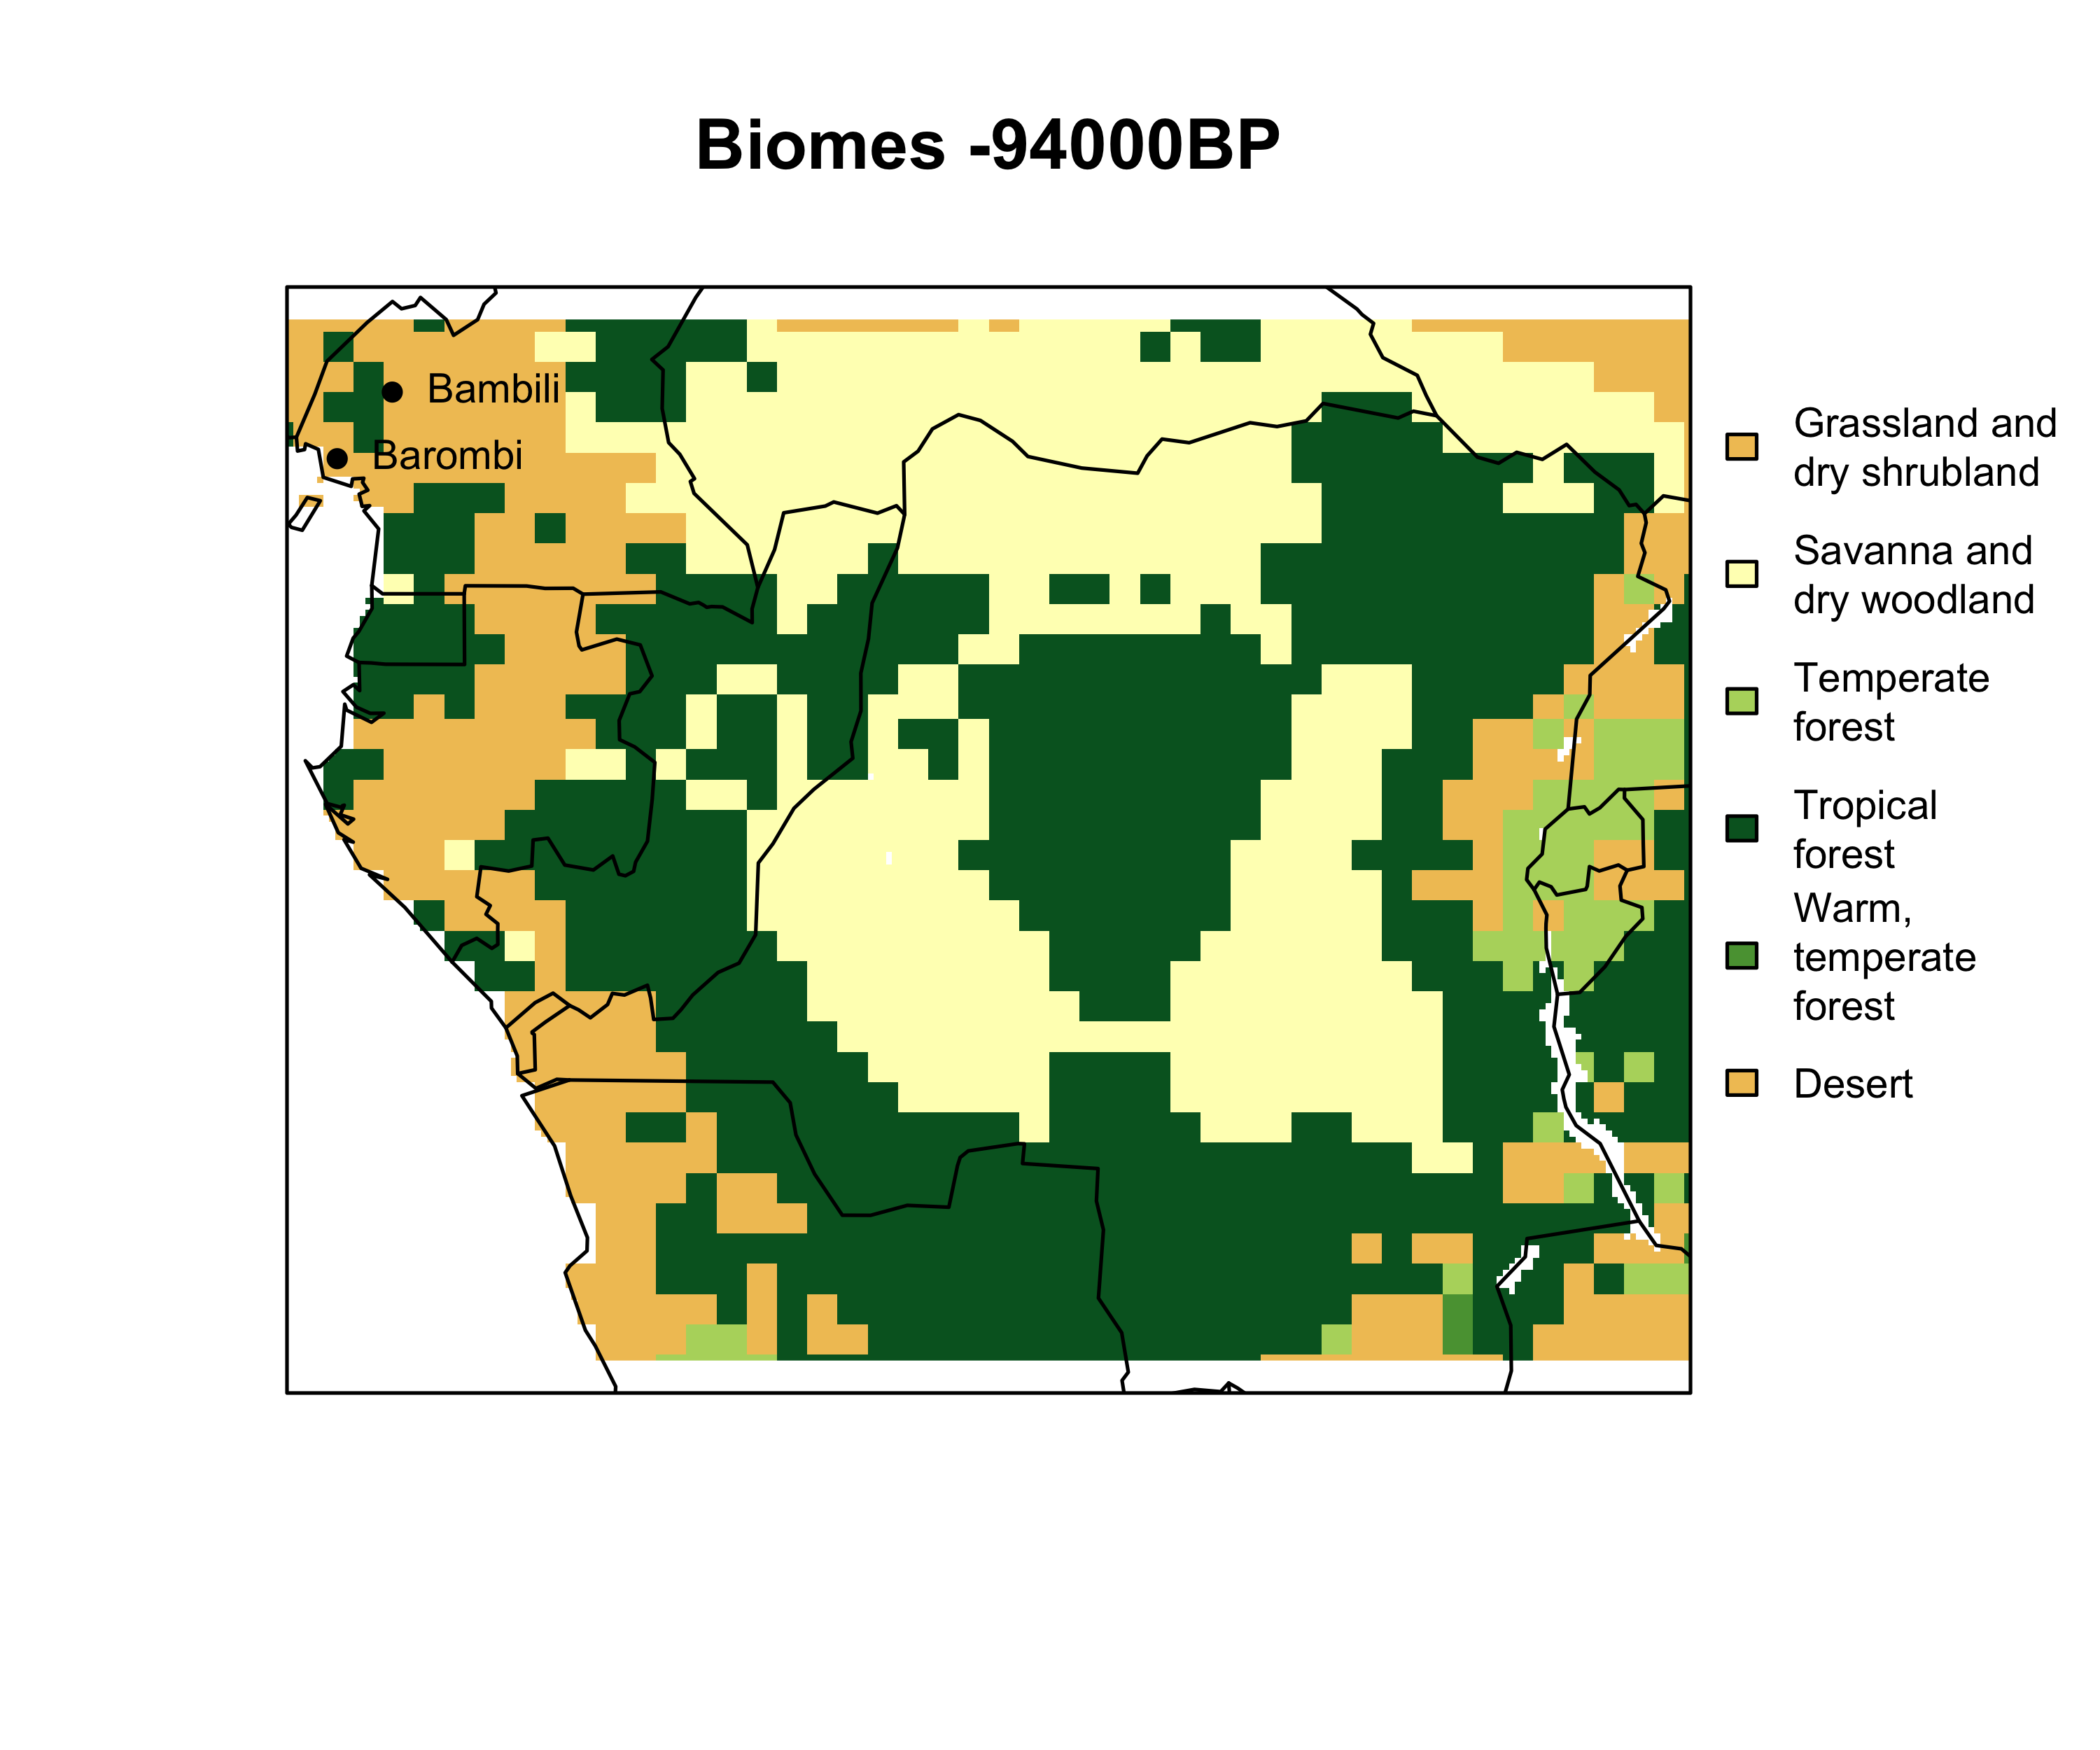 Biomes -94000BP
Bambili
Barombi
Grassland and
dry shrubland
Savanna and
dry woodland
Temperate
forest
Tropical
forest
Warm,
temperate
forest
Desert